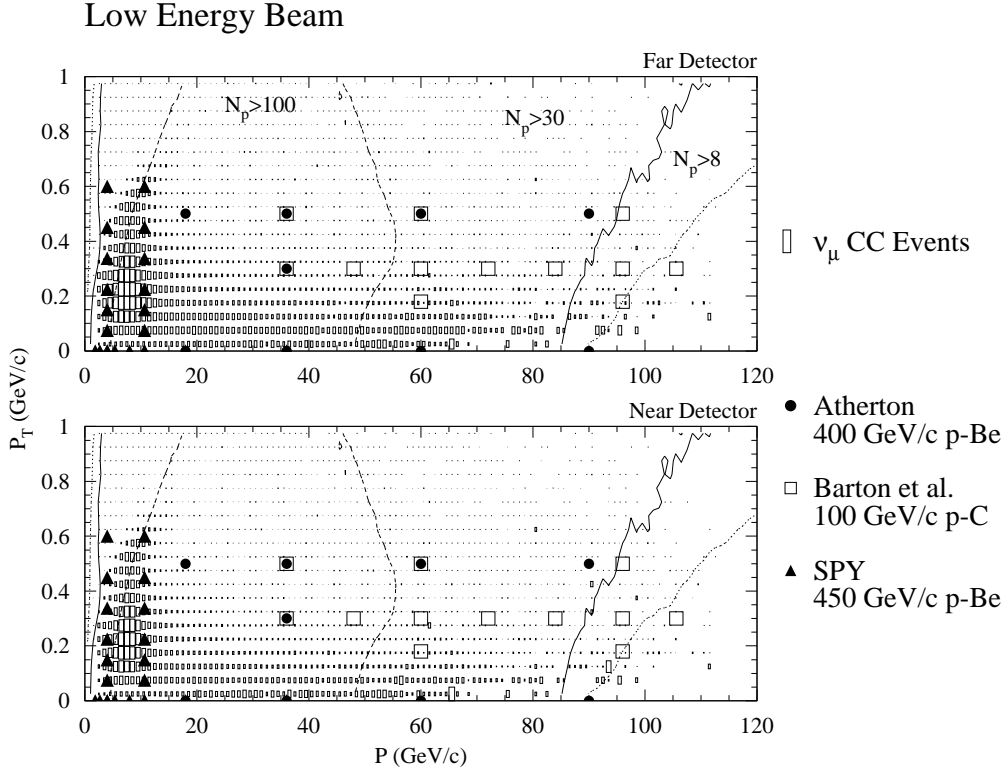 Low Energy Beam
Far Detector
1
0.8
0.6
0.4
0.2
0
N_p>100
N_p>30
N_p>8
0 20 40 60 80 100 120
ν_μ CC Events
P_T (GeV/c)
Near Detector
1
0.8
0.6
0.4
0.2
0
0 20 40 60 80 100 120
P (GeV/c)
Atherton
400 GeV/c p-Be
Barton et al.
100 GeV/c p-C
SPY
450 GeV/c p-Be